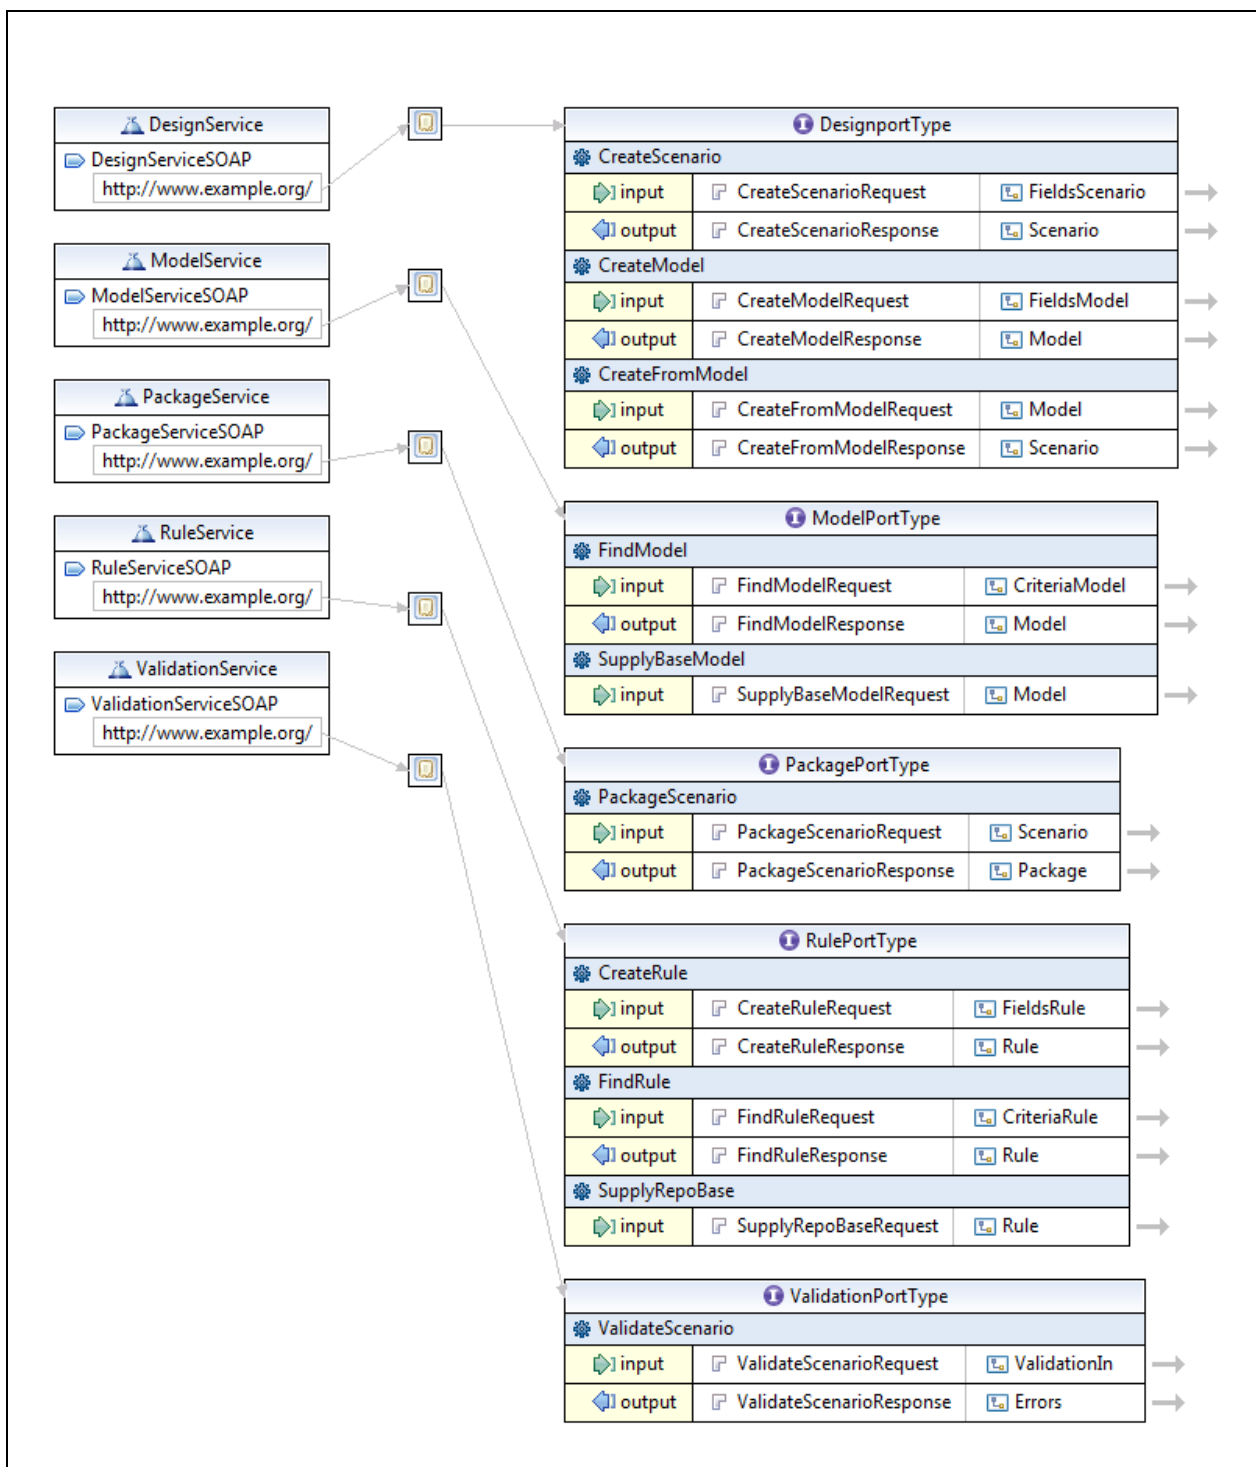 DesignService
DesignServiceSOAP
http://www.example.org/
ModelService
ModelServiceSOAP
http://www.example.org/
PackageService
PackageServiceSOAP
http://www.example.org/
RuleService
RuleServiceSOAP
http://www.example.org/
ValidationService
ValidationServiceSOAP
http://www.example.org/
DesignportType
CreateScenario
input CreateScenarioRequest FieldsScenario
output CreateScenarioResponse Scenario
CreateModel
input CreateModelRequest FieldsModel
output CreateModelResponse Model
CreateFromModel
input CreateFromModelRequest Model
output CreateFromModelResponse Scenario
ModelPortType
FindModel
input FindModelRequest CriteriaModel
output FindModelResponse Model
SupplyBaseModel
input SupplyBaseModelRequest Model
PackagePortType
PackageScenario
input PackageScenarioRequest Scenario
output PackageScenarioResponse Package
RulePortType
CreateRule
input CreateRuleRequest FieldsRule
output CreateRuleResponse Rule
FindRule
input FindRuleRequest CriteriaRule
output FindRuleResponse Rule
SupplyRepoBase
input SupplyRepoBaseRequest Rule
ValidationPortType
ValidateScenario
input ValidateScenarioRequest ValidationIn
output ValidateScenarioResponse Errors